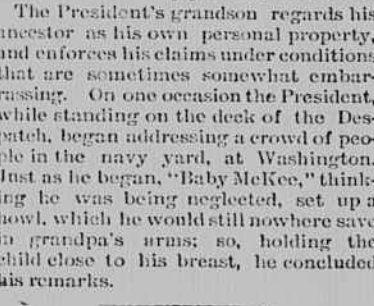 The President's grandson regards his
ancestor as his own personal property,
and enforces his claims under conditions
that are sometimes somewhat embar-
rassing. On one occasion the President,
while standing on the deck of the Des-
patch, began addressing a crowd of peo-
ple in the navy yard, at Washington.
Just as he began, "Baby McKee," think-
ing he was being neglected, set up a
howl, which he would still nowhere save
in grandpa's arms; so, holding the
child close to his breast, he concluded
his remarks.